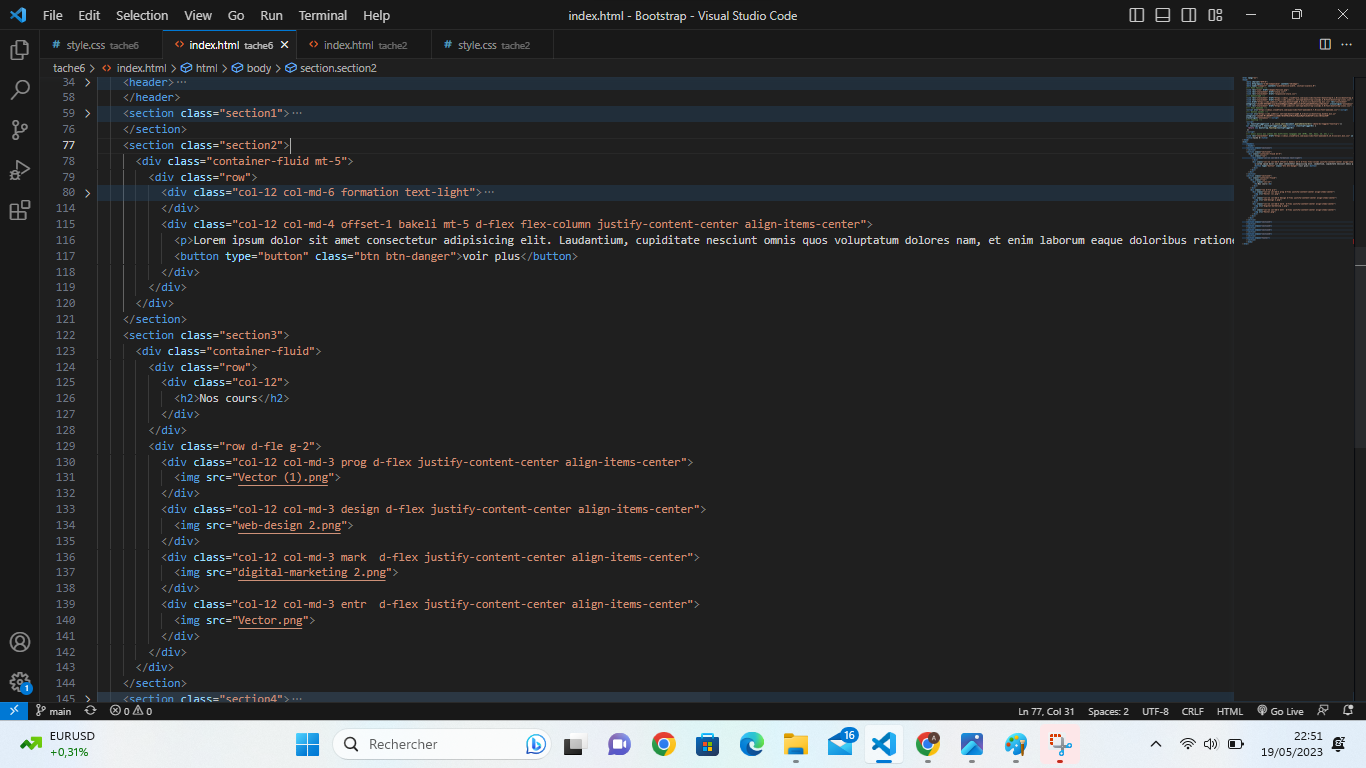 File Edit Selection View Go Run Terminal Help index.html - Bootstrap - Visual Studio Code
# style.css tache6 <> index.html tache6 <> index.html tache2 # style.css tache2
tache6 > <> index.html > html > body > section.section2
34 <header>…
58 </header>
59 <section class="section1">…
76 </section>
77 <section class="section2">
78 <div class="container-fluid mt-5">
79 <div class="row">
80 <div class="col-12 col-md-6 formation text-light">…
114 </div>
115 <div class="col-12 col-md-4 offset-1 bakeli mt-5 d-flex flex-column justify-content-center align-items-center">
116 <p>Lorem ipsum dolor sit amet consectetur adipisicing elit. Laudantium, cupiditate nesciunt omnis quos voluptatum dolores nam, et enim laborum eaque doloribus ratione
117 <button type="button" class="btn btn-danger">voir plus</button>
118 </div>
119 </div>
120 </div>
121 </section>
122 <section class="section3">
123 <div class="container-fluid">
124 <div class="row">
125 <div class="col-12">
126 <h2>Nos cours</h2>
127 </div>
128 </div>
129 <div class="row d-fle g-2">
130 <div class="col-12 col-md-3 prog d-flex justify-content-center align-items-center">
131 <img src="Vector (1).png">
132 </div>
133 <div class="col-12 col-md-3 design d-flex justify-content-center align-items-center">
134 <img src="web-design 2.png">
135 </div>
136 <div class="col-12 col-md-3 mark  d-flex justify-content-center align-items-center">
137 <img src="digital-marketing 2.png">
138 </div>
139 <div class="col-12 col-md-3 entr  d-flex justify-content-center align-items-center">
140 <img src="Vector.png">
141 </div>
142 </div>
143 </div>
144 </section>
145 <section class="section4">…
1
main 0 0 Ln 77, Col 31 Spaces: 2 UTF-8 CRLF HTML Go Live
EURUSD
+0,31%
Rechercher
16
A
22:51
19/05/2023